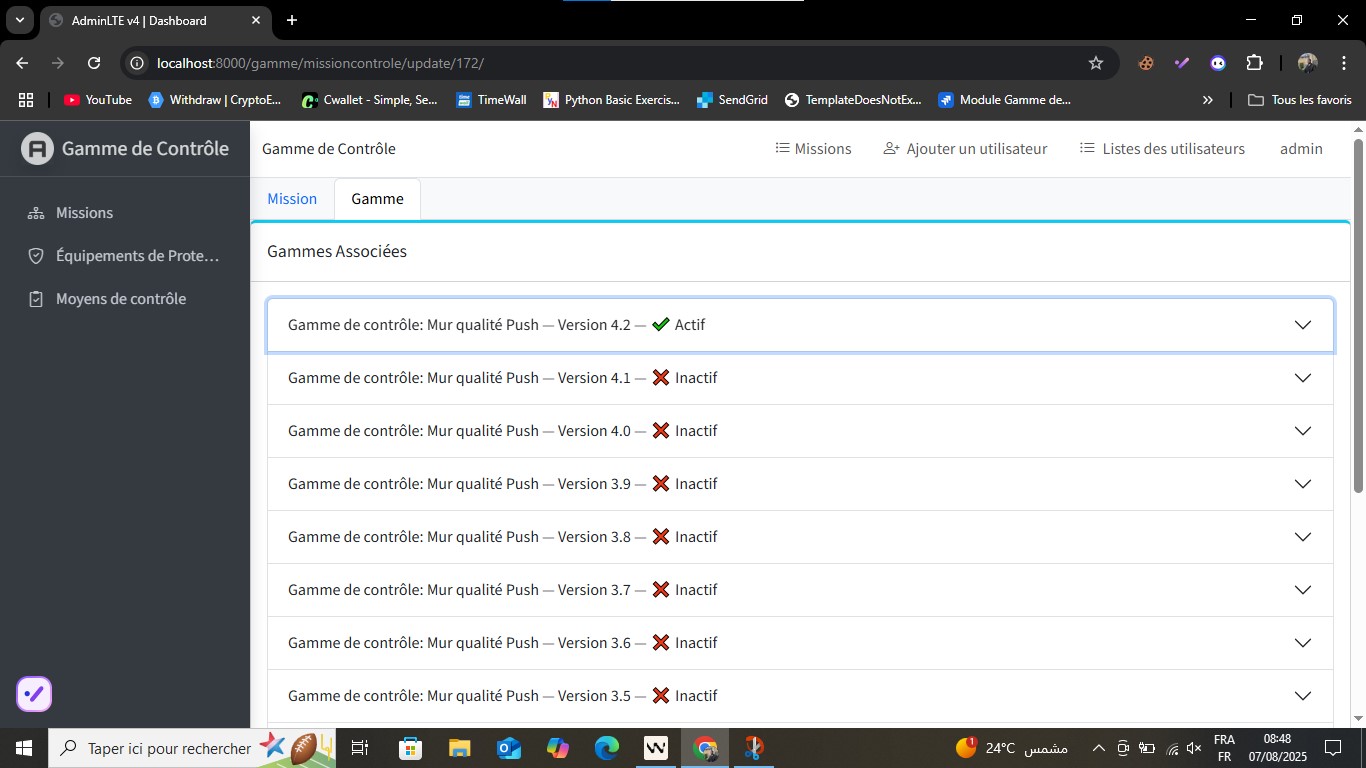 AdminLTE v4 | Dashboard
localhost:8000/gamme/missioncontrole/update/172/
YouTube
Withdraw | CryptoE...
Cwallet - Simple, Se...
TimeWall
Python Basic Exercis...
SendGrid
TemplateDoesNotEx...
Module Gamme de...
Tous les favoris
Gamme de Contrôle
Gamme de Contrôle
Missions
Ajouter un utilisateur
Listes des utilisateurs
admin
Mission
Gamme
Missions
Équipements de Prote...
Moyens de contrôle
Gammes Associées
Gamme de contrôle: Mur qualité Push — Version 4.2 — ✔ Actif
Gamme de contrôle: Mur qualité Push — Version 4.1 — ❌ Inactif
Gamme de contrôle: Mur qualité Push — Version 4.0 — ❌ Inactif
Gamme de contrôle: Mur qualité Push — Version 3.9 — ❌ Inactif
Gamme de contrôle: Mur qualité Push — Version 3.8 — ❌ Inactif
Gamme de contrôle: Mur qualité Push — Version 3.7 — ❌ Inactif
Gamme de contrôle: Mur qualité Push — Version 3.6 — ❌ Inactif
Gamme de contrôle: Mur qualité Push — Version 3.5 — ❌ Inactif
Taper ici pour rechercher
1
24°C مشمس
FRA
FR
08:48
07/08/2025